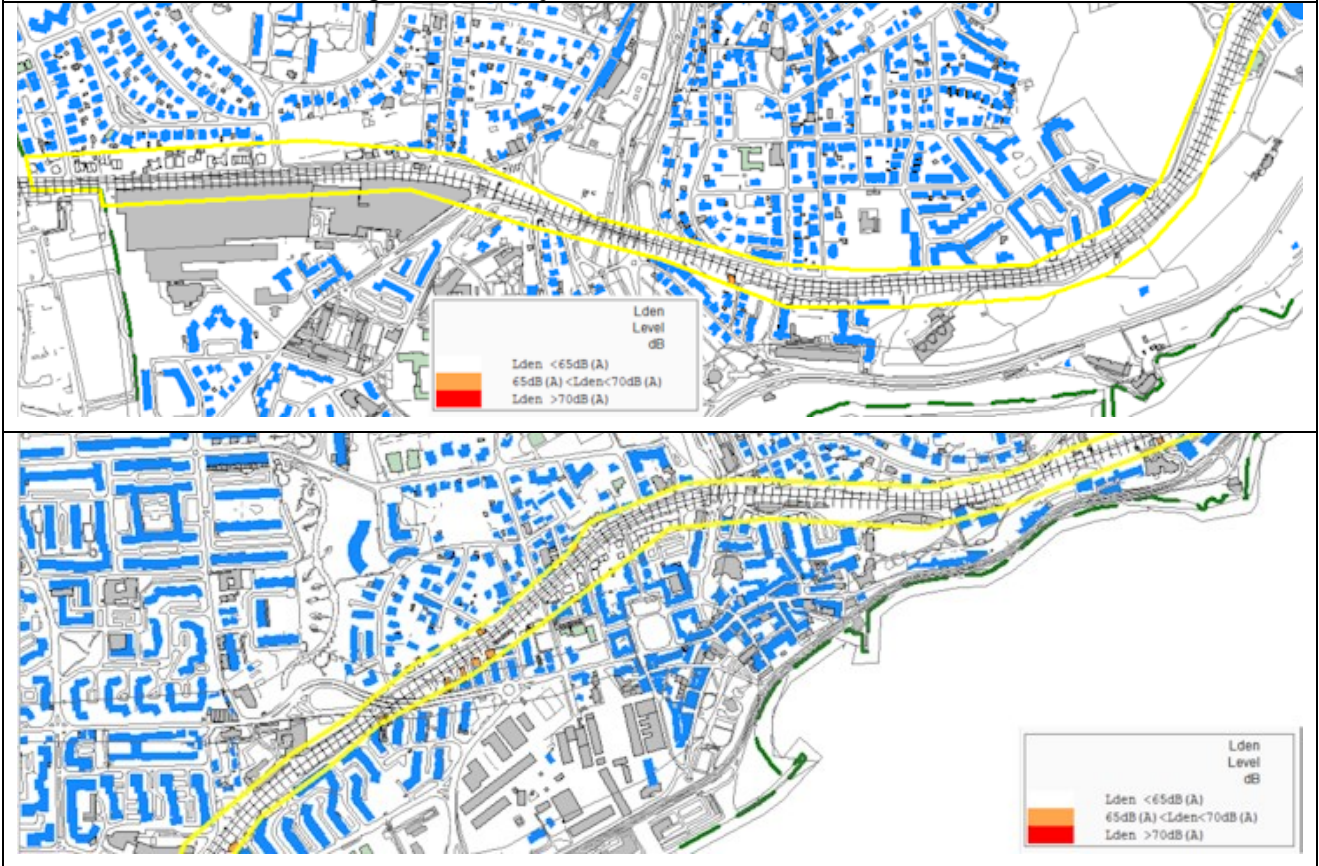 Lden
Level
dB
Lden <65dB(A)
65dB(A)<Lden<70dB(A)
Lden >70dB(A)
Lden
Level
dB
Lden <65dB(A)
65dB(A)<Lden<70dB(A)
Lden >70dB(A)